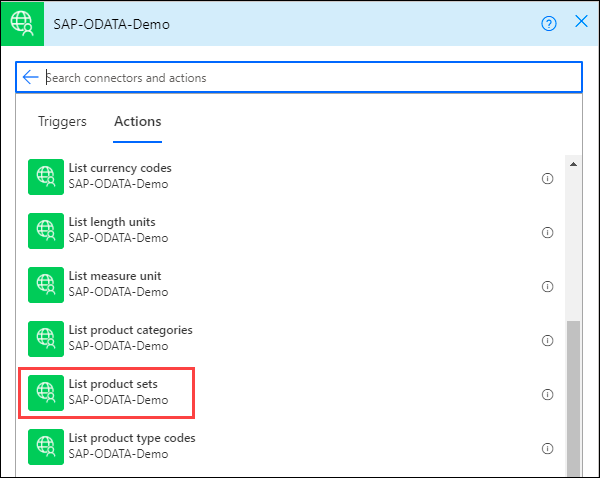 SAP-ODATA-Demo
Search connectors and actions
Triggers Actions
List currency codes
SAP-ODATA-Demo
List length units
SAP-ODATA-Demo
List measure unit
SAP-ODATA-Demo
List product categories
SAP-ODATA-Demo
List product sets
SAP-ODATA-Demo
List product type codes
SAP-ODATA-Demo